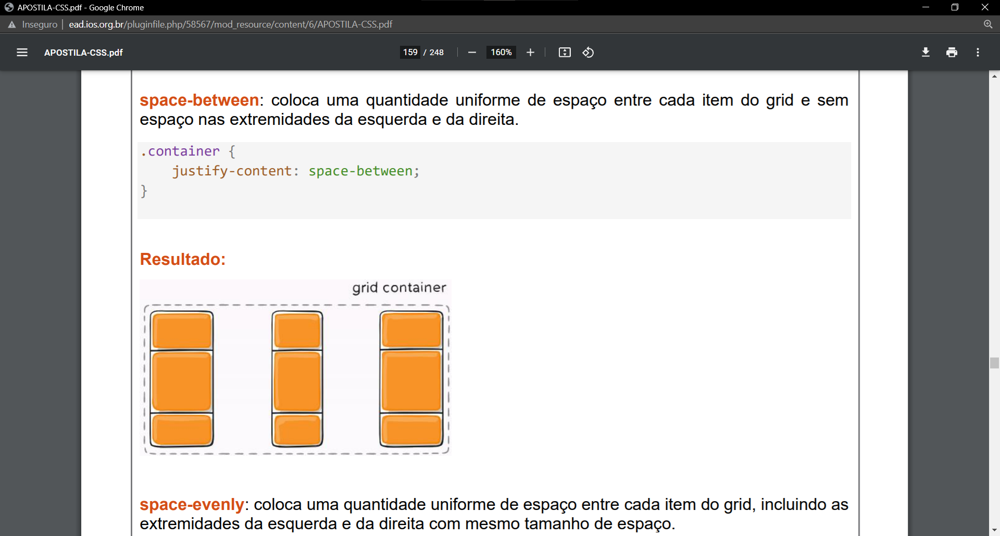 APOSTILA-CSS.pdf - Google Chrome
Inseguro | ead.ios.org.br/pluginfile.php/58567/mod_resource/content/6/APOSTILA-CSS.pdf
APOSTILA-CSS.pdf 159 / 248 160%
space-between: coloca uma quantidade uniforme de espaço entre cada item do grid e sem
espaço nas extremidades da esquerda e da direita.
.container {
    justify-content: space-between;
}
Resultado:
grid container
space-evenly: coloca uma quantidade uniforme de espaço entre cada item do grid, incluindo as
extremidades da esquerda e da direita com mesmo tamanho de espaço.